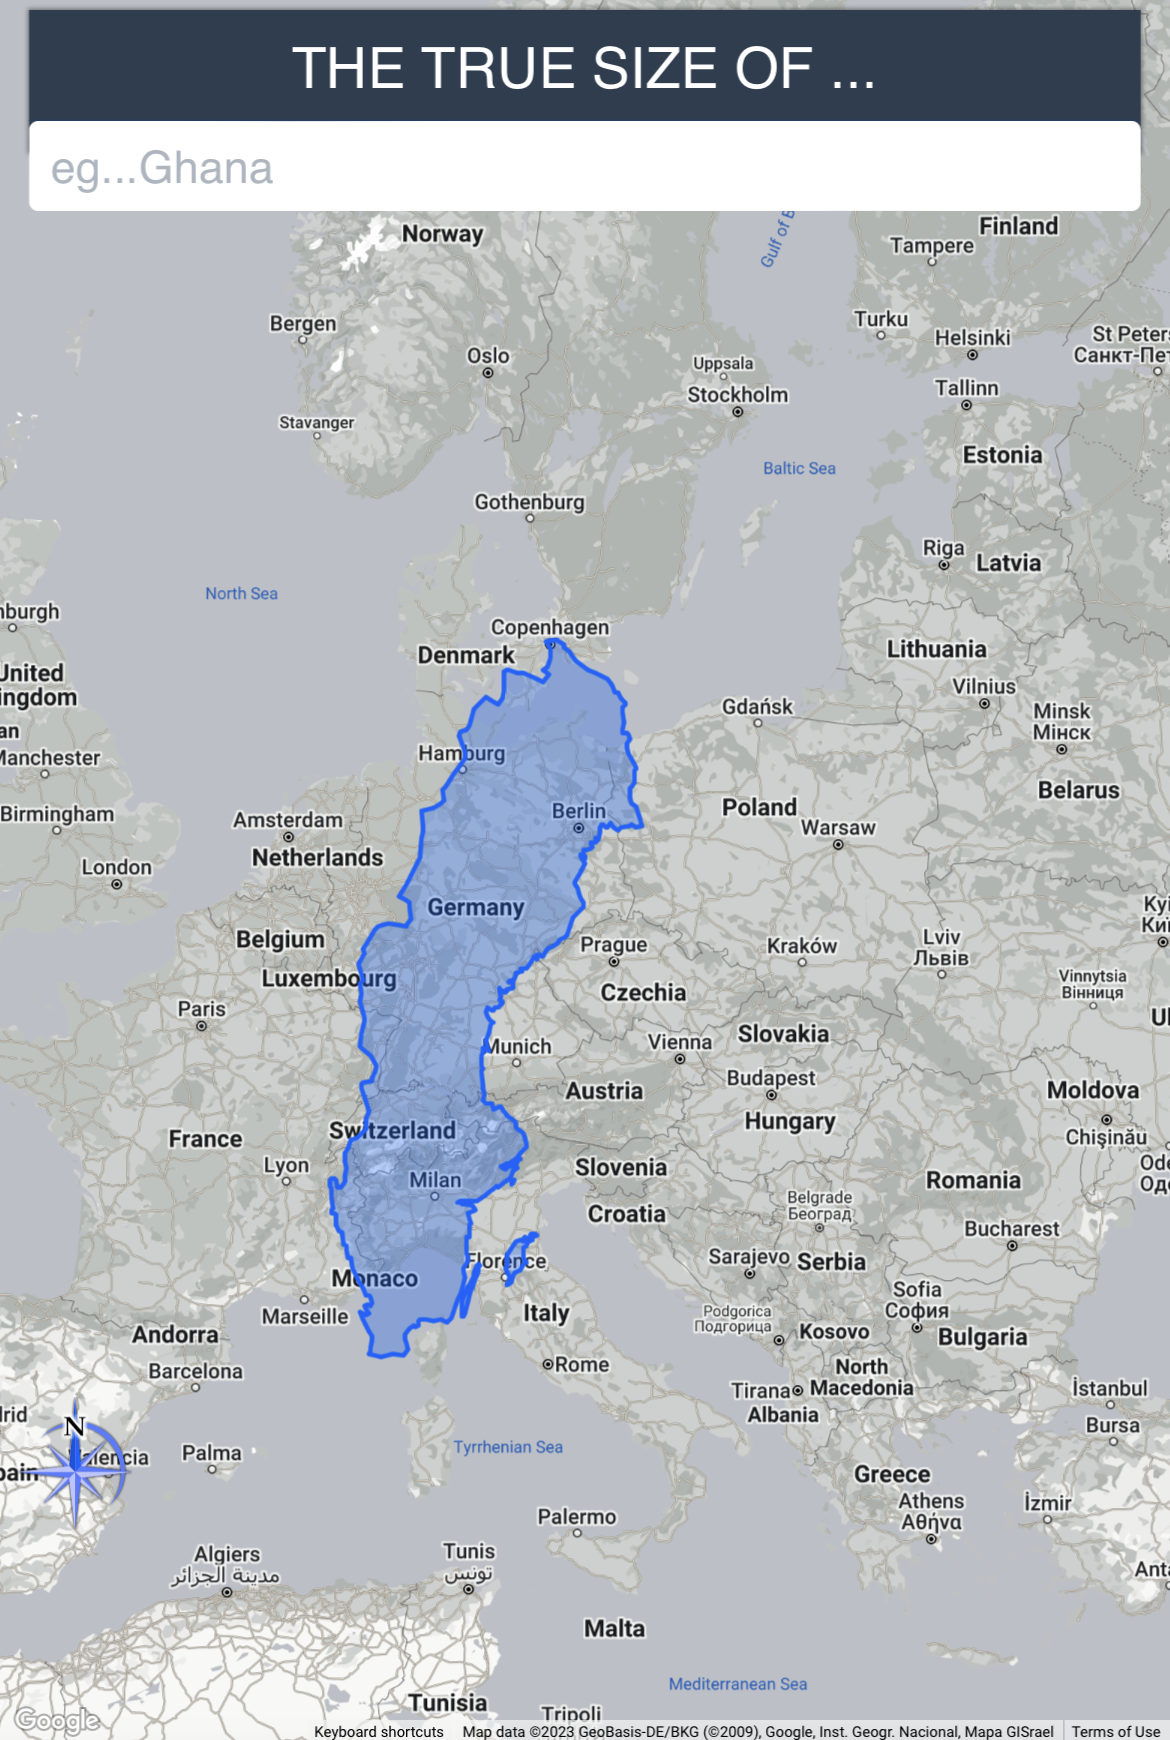 THE TRUE SIZE OF ...
eg...Ghana
Norway
Finland
Tampere
Gulf of B
Bergen
Turku
Oslo
Helsinki
St Peters
Санкт-Пет
Uppsala
Stockholm
Tallinn
Stavanger
Estonia
Baltic Sea
Gothenburg
Riga
Latvia
North Sea
nburgh
Copenhagen
Denmark
Lithuania
United
ingdom
Vilnius
Gdańsk
Minsk
Мінск
an
Manchester
Hamburg
Belarus
Birmingham
Amsterdam
Berlin
Poland
Warsaw
Netherlands
London
Germany
Kyi
Киї
Belgium
Prague
Kraków
Lviv
Львів
Luxembourg
Czechia
Vinnytsia
Вінниця
Paris
Ul
Munich
Vienna
Slovakia
Budapest
Austria
Moldova
Hungary
Switzerland
France
Chișinău
Lyon
Slovenia
Ode
Од
Milan
Romania
Belgrade
Београд
Croatia
Bucharest
Florence
Sarajevo
Serbia
Monaco
Sofia
София
Marseille
Italy
Podgorica
Подгорица
Kosovo
Bulgaria
Andorra
Barcelona
Rome
North
Macedonia
Tirana
İstanbul
Albania
drid
N
Bursa
Valencia
Palma
Tyrrhenian Sea
pain
Greece
Athens
Αθήνα
İzmir
Palermo
Algiers
مدينة الجزائر
Tunis
تونس
Anta
Malta
Mediterranean Sea
Tunisia
Tripoli
Google
Keyboard shortcuts Map data ©2023 GeoBasis-DE/BKG (©2009), Google, Inst. Geogr. Nacional, Mapa GISrael Terms of Use